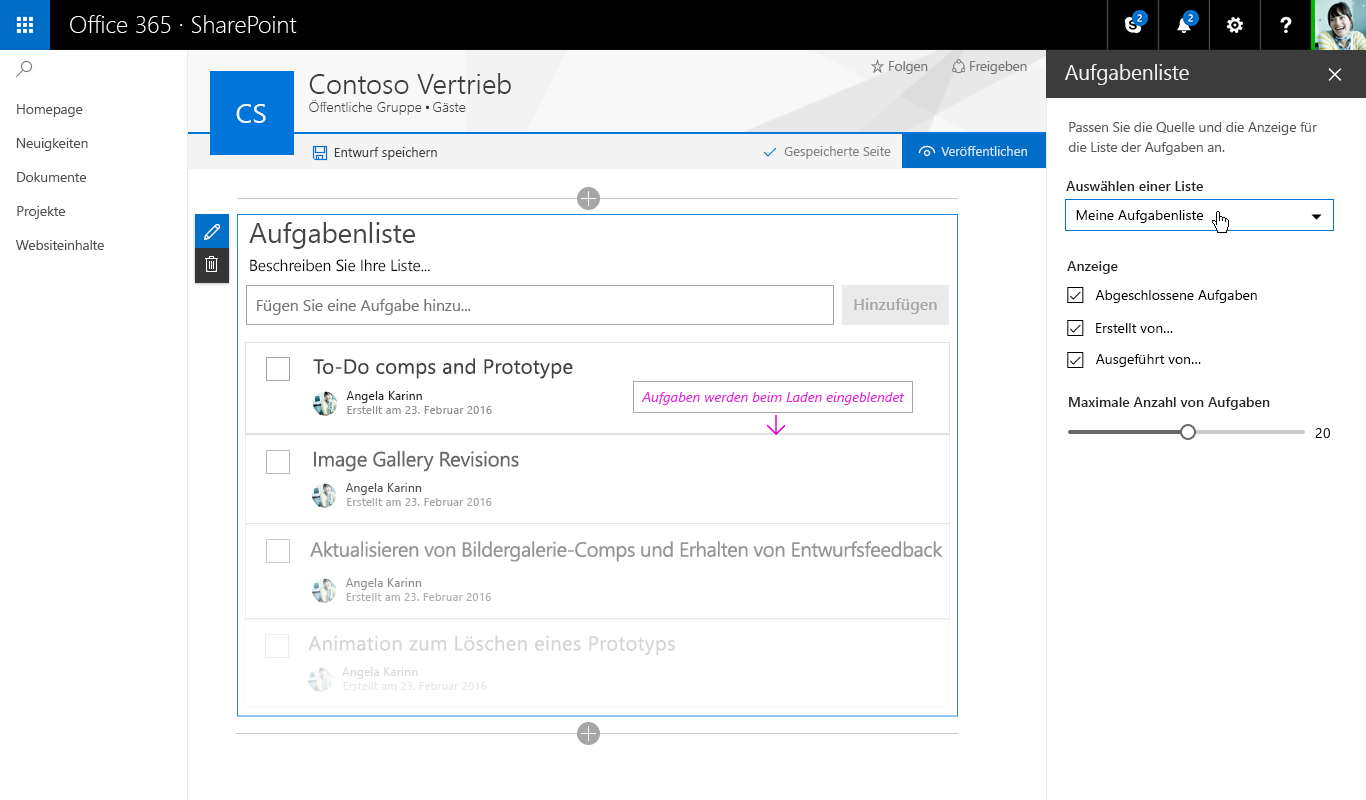 Office 365 · SharePoint
2
2
?
Homepage
Neuigkeiten
Dokumente
Projekte
Websiteinhalte
CS
Contoso Vertrieb
Öffentliche Gruppe • Gäste
Folgen
Freigeben
Entwurf speichern
Gespeicherte Seite
Veröffentlichen
Aufgabenliste
Beschreiben Sie Ihre Liste...
Fügen Sie eine Aufgabe hinzu...
Hinzufügen
To-Do comps and Prototype
Angela Karinn
Erstellt am 23. Februar 2016
Aufgaben werden beim Laden eingeblendet
Image Gallery Revisions
Angela Karinn
Erstellt am 23. Februar 2016
Aktualisieren von Bildergalerie-Comps und Erhalten von Entwurfsfeedback
Angela Karinn
Erstellt am 23. Februar 2016
Animation zum Löschen eines Prototyps
Angela Karinn
Erstellt am 23. Februar 2016
Aufgabenliste
Passen Sie die Quelle und die Anzeige für
die Liste der Aufgaben an.
Auswählen einer Liste
Meine Aufgabenliste
Anzeige
Abgeschlossene Aufgaben
Erstellt von...
Ausgeführt von...
Maximale Anzahl von Aufgaben
20